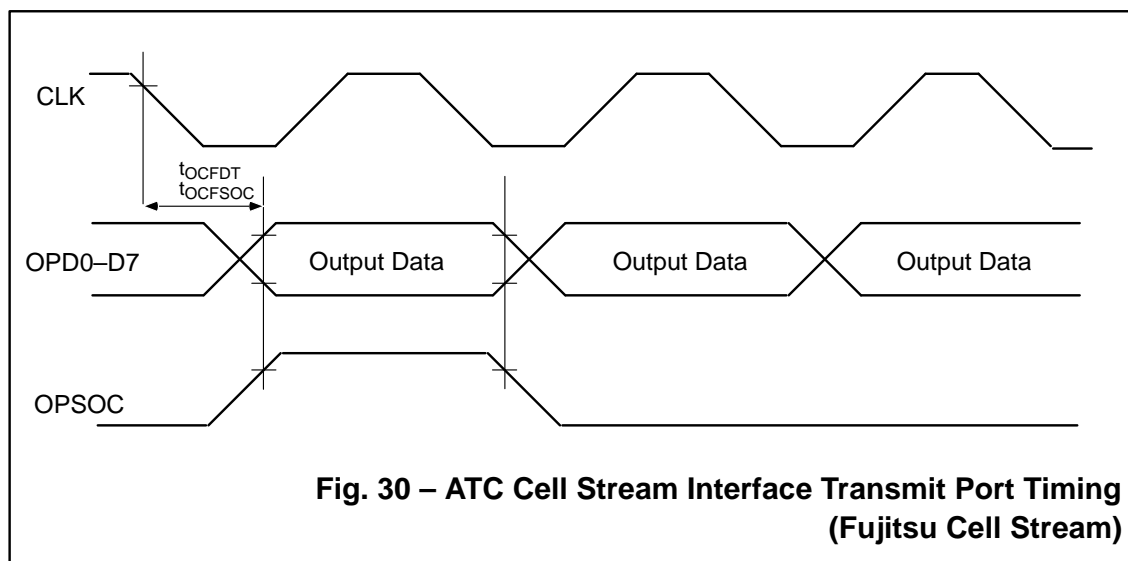 CLK
tOCFDT
tOCFSOC
OPD0–D7
Output Data
Output Data
Output Data
OPSOC
Fig. 30 – ATC Cell Stream Interface Transmit Port Timing
(Fujitsu Cell Stream)